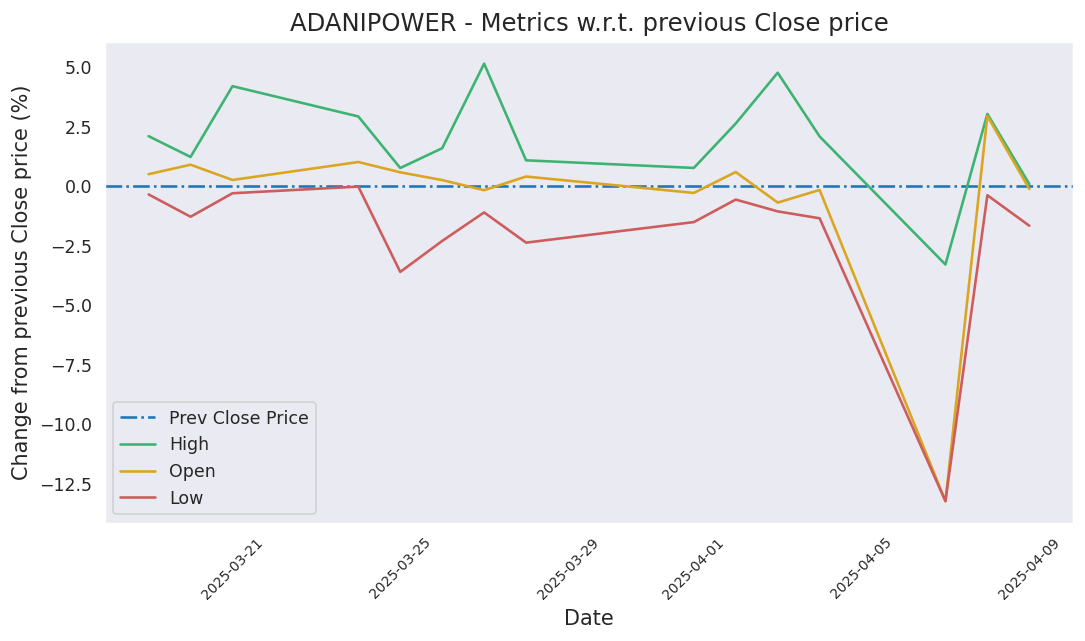 ADANIPOWER - Metrics w.r.t. previous Close price
Change from previous Close price (%)
5.0
2.5
0.0
−2.5
−5.0
−7.5
−10.0
−12.5
Prev Close Price
High
Open
Low
2025-03-21
2025-03-25
2025-03-29
2025-04-01
2025-04-05
2025-04-09
Date